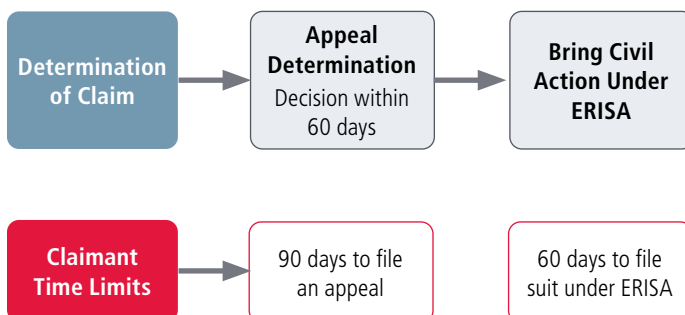 Determination
of Claim
Appeal
Determination
Decision within
60 days
Bring Civil
Action Under
ERISA
Claimant
Time Limits
90 days to file
an appeal
60 days to file
suit under ERISA